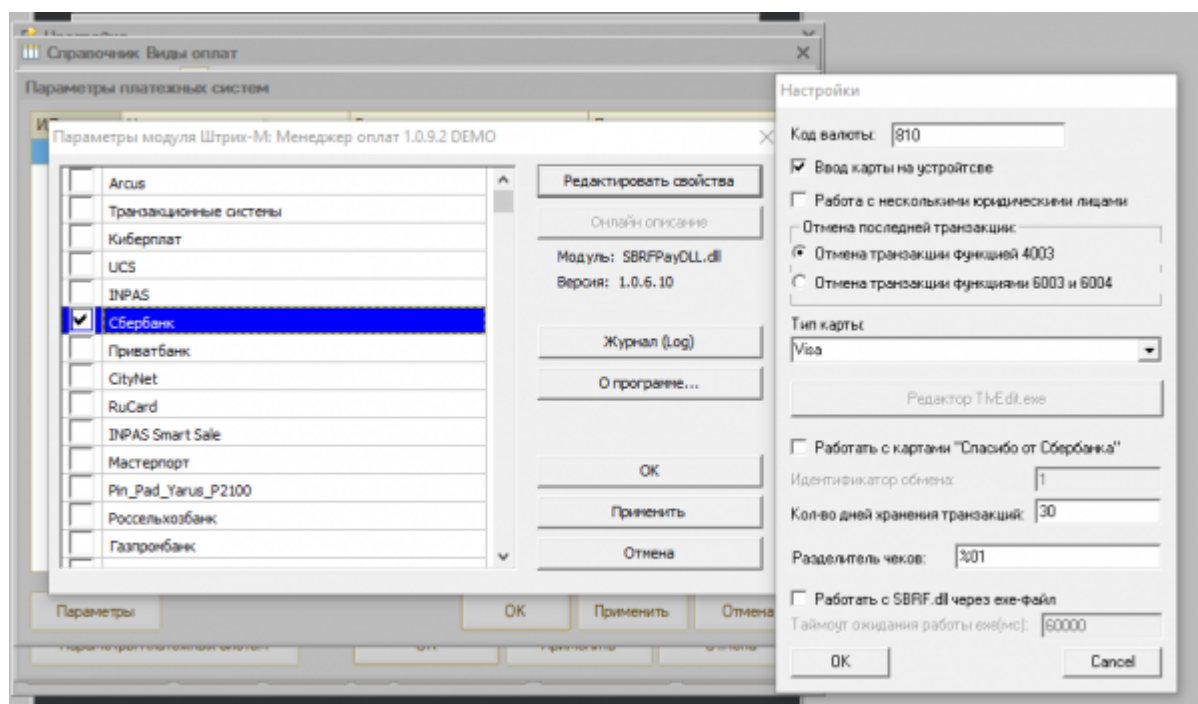 Настройка
Справочник Виды оплат
Параметры платежных систем
Параметры модуля Штрих-М: Менеджер оплат 1.0.9.2 DEMO
Arcus
Транзакционные системы
Киберплат
UCS
INPAS
Сбербанк
Приватбанк
CityNet
RuCard
INPAS Smart Sale
Мастерпорт
Pin_Pad_Yarus_P2100
Россельхозбанк
Газпромбанк
Редактировать свойства
Онлайн описание
Модуль: SBRFPayDLL.dll
Версия: 1.0.6.10
Журнал (Log)
О программе...
ОК
Применить
Отмена
Параметры
ОК
Применить
Отмена
Настройки
Код валюты: 810
Ввод карты на устройтсве
Работа с несколькими юридическими лицами
Отмена последней транзакции:
Отмена транзакции функцией 4003
Отмена транзакции функциями 6003 и 6004
Тип карты:
Visa
Редактор TlvEdit.exe
Работать с картами "Спасибо от Сбербанка"
Идентификатор обмена: 1
Кол-во дней хранения транзакций: 30
Разделитель чеков: %01
Работать с SBRF.dll через exe-файл
Таймоут ожидания работы exe(мс): 60000
OK
Cancel